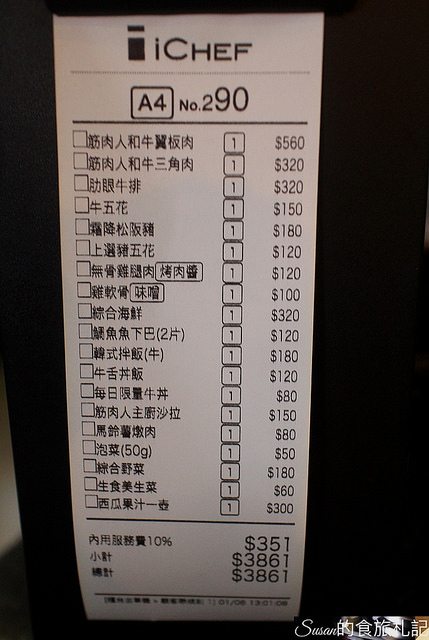 iCHEF
A4 No.290
筋肉人和牛翼板肉 1 $560
筋肉人和牛三角肉 1 $320
肋眼牛排 1 $320
牛五花 1 $150
霜降松阪豬 1 $180
上選豬五花 1 $120
無骨雞腿肉 烤肉醬 1 $120
雞軟骨 味噌 1 $100
綜合海鮮 1 $320
鯖魚魚下巴(2片) 1 $120
韓式拌飯(牛) 1 $180
牛舌丼飯 1 $120
每日限量牛丼 1 $80
筋肉人主廚沙拉 1 $150
馬鈴薯燉肉 1 $80
泡菜(50g) 1 $50
綜合野菜 1 $180
生食美生菜 1 $60
西瓜果汁一壺 1 $300
內用服務費10% $351
小計 $3861
總計 $3861
01/06 13:01:08
Susan的食旅札記